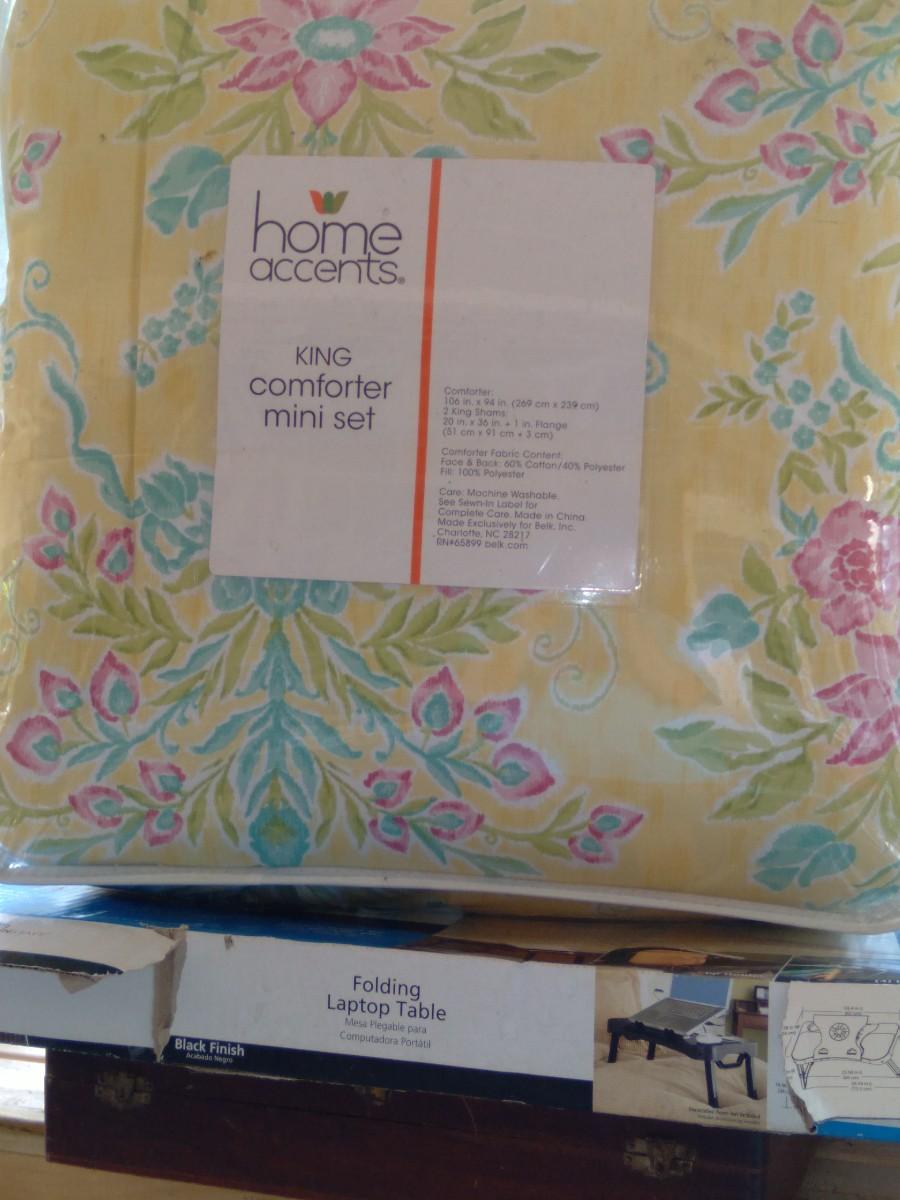 home
accents®
KING
comforter
mini set
Comforter:
106 in. x 94 in. (269 cm x 239 cm)
2 King Shams:
20 in. x 36 in. + 1 in. Flange
(51 cm x 91 cm + 3 cm)
Comforter Fabric Content:
Face & Back: 60% Cotton/40% Polyester
Fill: 100% Polyester
Care: Machine Washable.
See Sewn-In Label for
Complete Care. Made in China
Made Exclusively for Belk, Inc.
Charlotte, NC 28217
RN#65899 belk.com
Folding
Laptop Table
Mesa Plegable para
Computadora Portátil
Black Finish
Acabado Negro